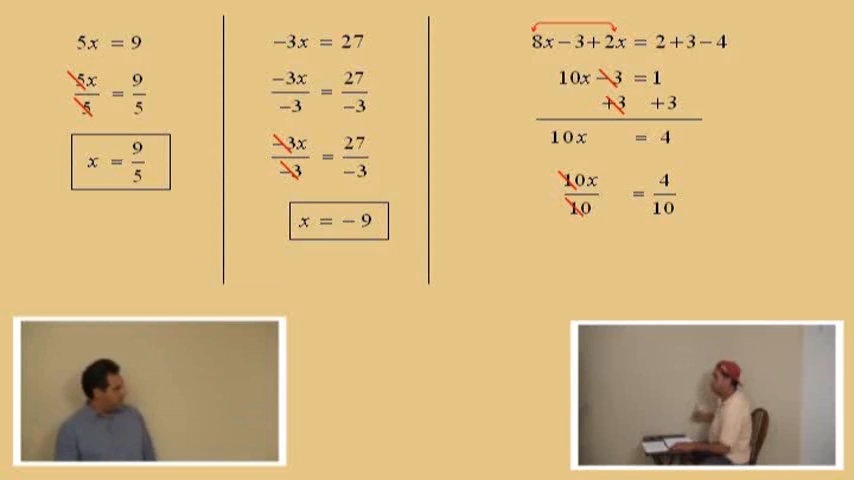 5x = 9
5x/5 = 9/5
x = 9/5
-3x = 27
-3x/-3 = 27/-3
-3x/-3 = 27/-3
x = -9
8x-3+2x = 2+3-4
10x -3 = 1
+3 +3
10x = 4
10x/10 = 4/10